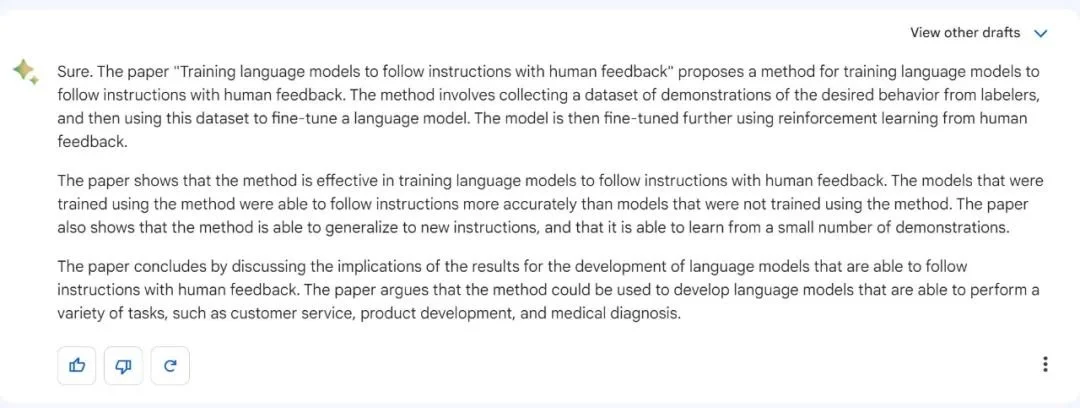 View other drafts
Sure. The paper "Training language models to follow instructions with human feedback" proposes a method for training language models to
follow instructions with human feedback. The method involves collecting a dataset of demonstrations of the desired behavior from labelers,
and then using this dataset to fine-tune a language model. The model is then fine-tuned further using reinforcement learning from human
feedback.
The paper shows that the method is effective in training language models to follow instructions with human feedback. The models that were
trained using the method were able to follow instructions more accurately than models that were not trained using the method. The paper
also shows that the method is able to generalize to new instructions, and that it is able to learn from a small number of demonstrations.
The paper concludes by discussing the implications of the results for the development of language models that are able to follow
instructions with human feedback. The paper argues that the method could be used to develop language models that are able to perform a
variety of tasks, such as customer service, product development, and medical diagnosis.